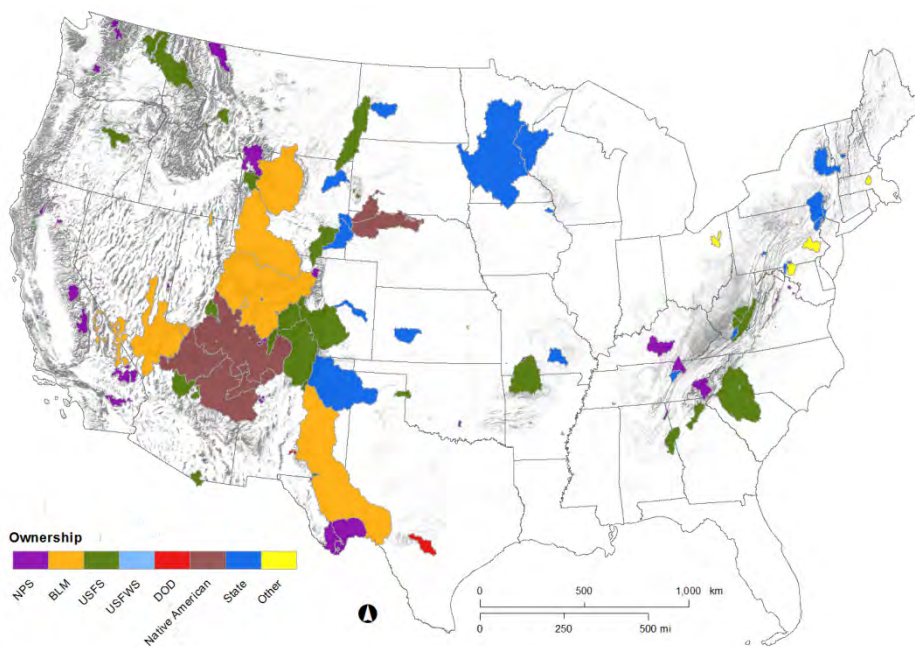 Ownership
NPS
BLM
USFS
USFWS
DOD
Native American
State
Other
0 500 1,000 km
0 250 500 mi